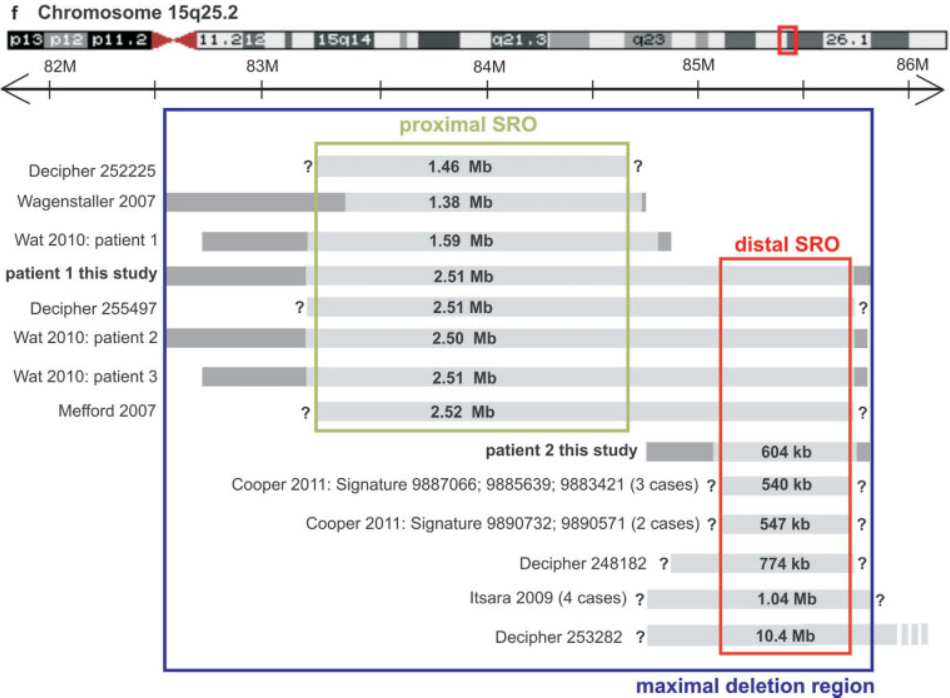 f Chromosome 15q25.2
p13 p12 p11.2 11.2 12 15q14 q21.3 q23 26.1
82M 83M 84M 85M 86M
proximal SRO
Decipher 252225 ? 1.46 Mb ?
Wagenstaller 2007 1.38 Mb
Wat 2010: patient 1 1.59 Mb
distal SRO
patient 1 this study 2.51 Mb
Decipher 255497 ? 2.51 Mb ?
Wat 2010: patient 2 2.50 Mb
Wat 2010: patient 3 2.51 Mb
Mefford 2007 ? 2.52 Mb ?
patient 2 this study 604 kb
Cooper 2011: Signature 9887066; 9885639; 9883421 (3 cases) ? 540 kb ?
Cooper 2011: Signature 9890732; 9890571 (2 cases) ? 547 kb ?
Decipher 248182 ? 774 kb ?
Itsara 2009 (4 cases) ? 1.04 Mb ?
Decipher 253282 ? 10.4 Mb
maximal deletion region